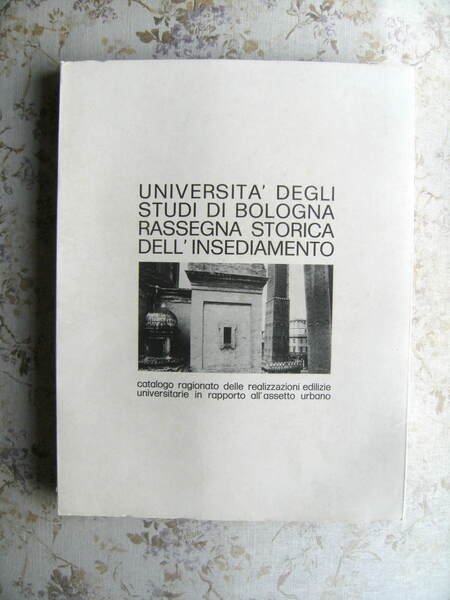 UNIVERSITA' DEGLI
STUDI DI BOLOGNA
RASSEGNA STORICA
DELL'INSEDIAMENTO
catalogo ragionato delle realizzazioni edilizie
universitarie in rapporto all'assetto urbano